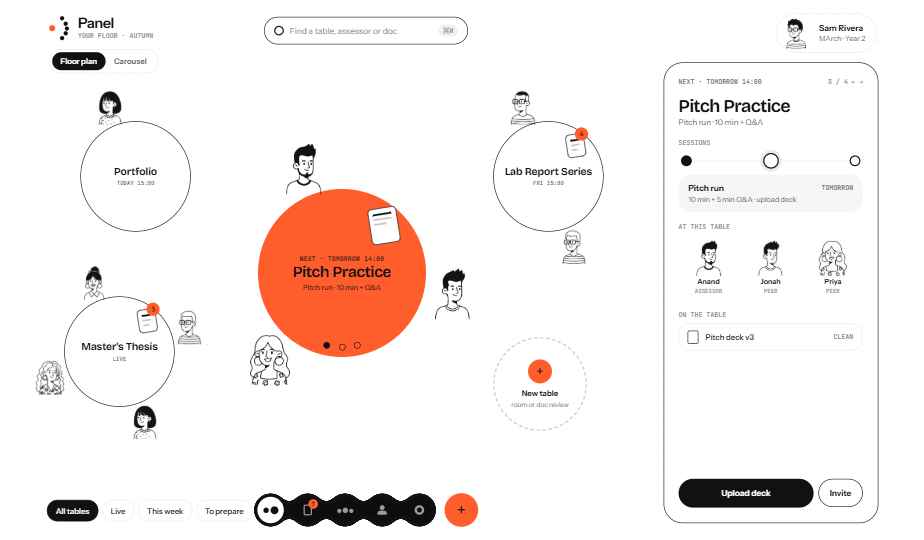 Panel
YOUR FLOOR · AUTUMN
Find a table, assessor or doc
⌘K
Sam Rivera
MArch · Year 2
Floor plan
Carousel
Portfolio
TODAY 15:00
Lab Report Series
FRI 15:00
NEXT · TOMORROW 14:00
Pitch Practice
Pitch run · 10 min + Q&A
Master's Thesis
LIVE
+
New table
room or doc review
NEXT · TOMORROW 14:00
Pitch Practice
Pitch run · 10 min + Q&A
SESSIONS
Pitch run
TOMORROW
10 min + 5 min Q&A · upload deck
AT THIS TABLE
Anand
ASSESSOR
Jonah
PEER
Priya
PEER
ON THE TABLE
Pitch deck v3
CLEAN
Upload deck
Invite
All tables
Live
This week
To prepare
+